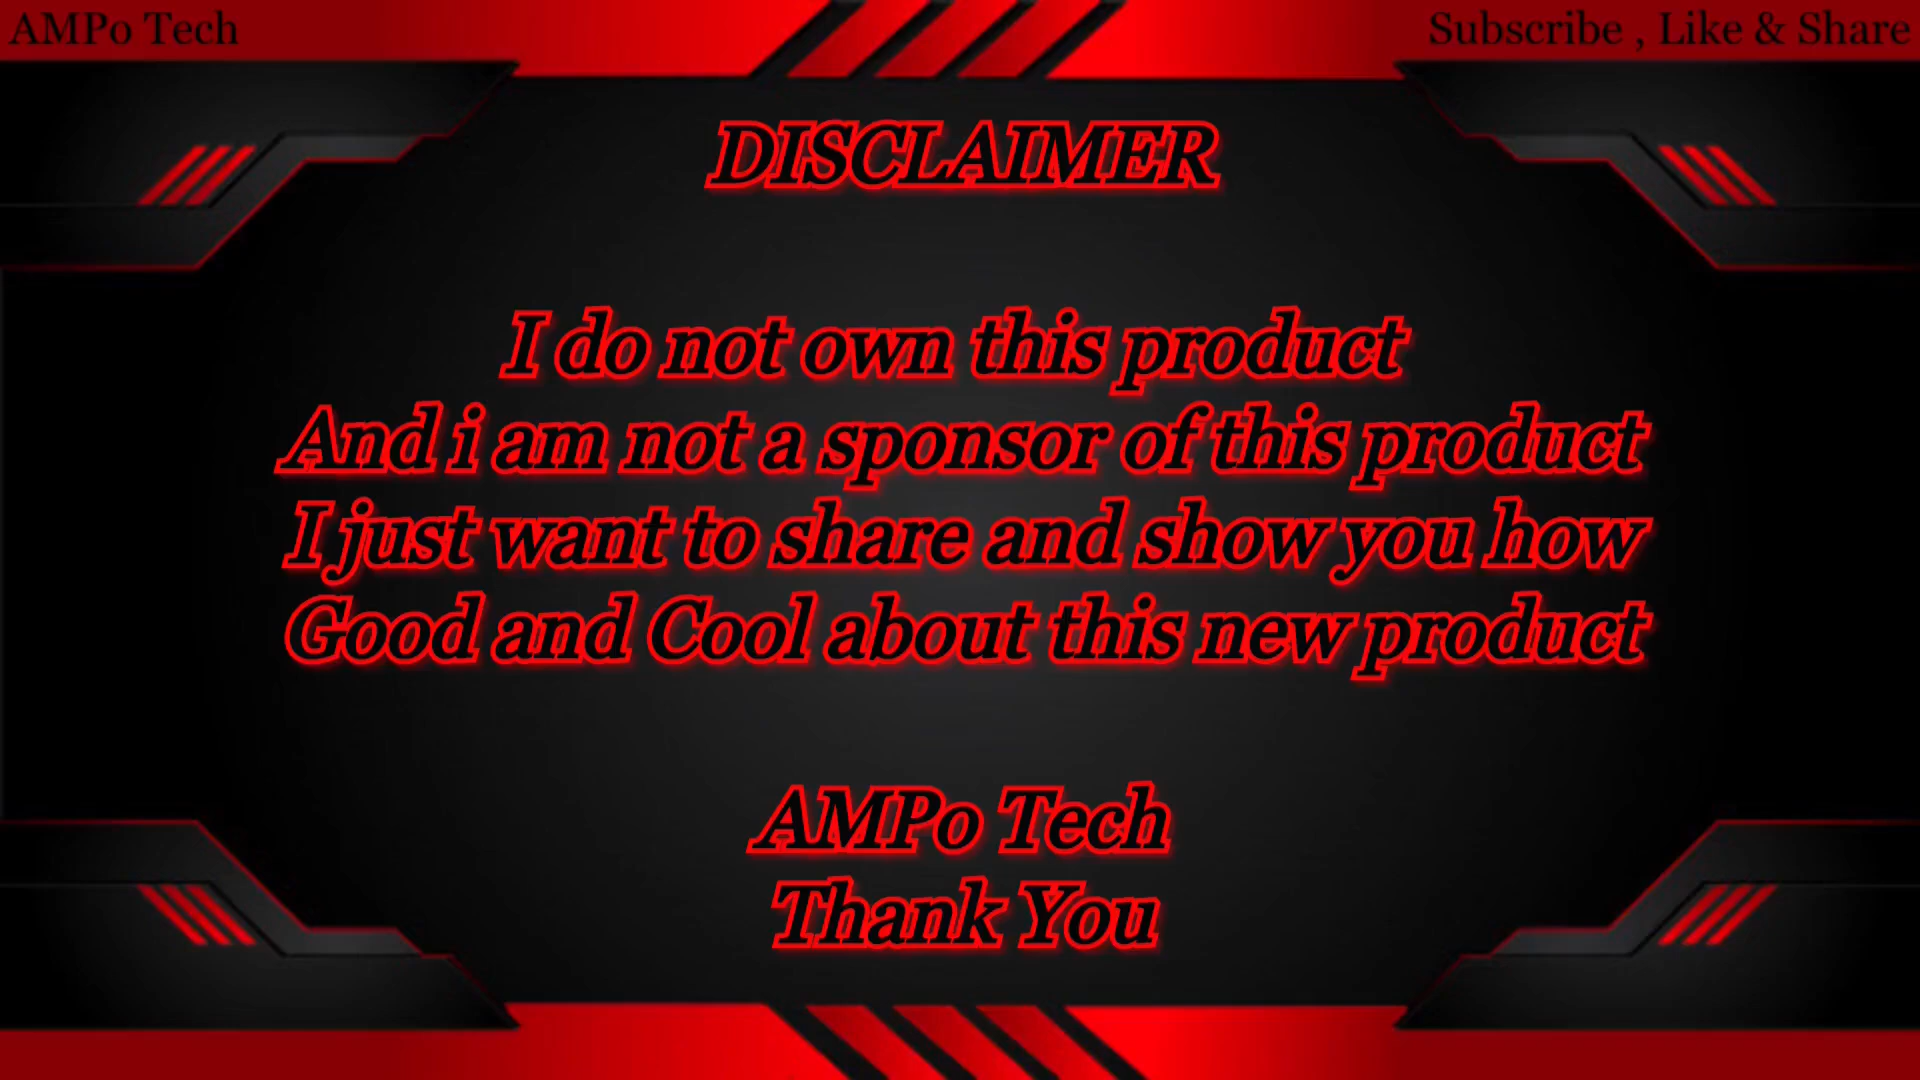 AMPo Tech
Subscribe , Like & Share
DISCLAIMER
I do not own this product
And i am not a sponsor of this product
I just want to share and show you how
Good and Cool about this new product
AMPo Tech
Thank You